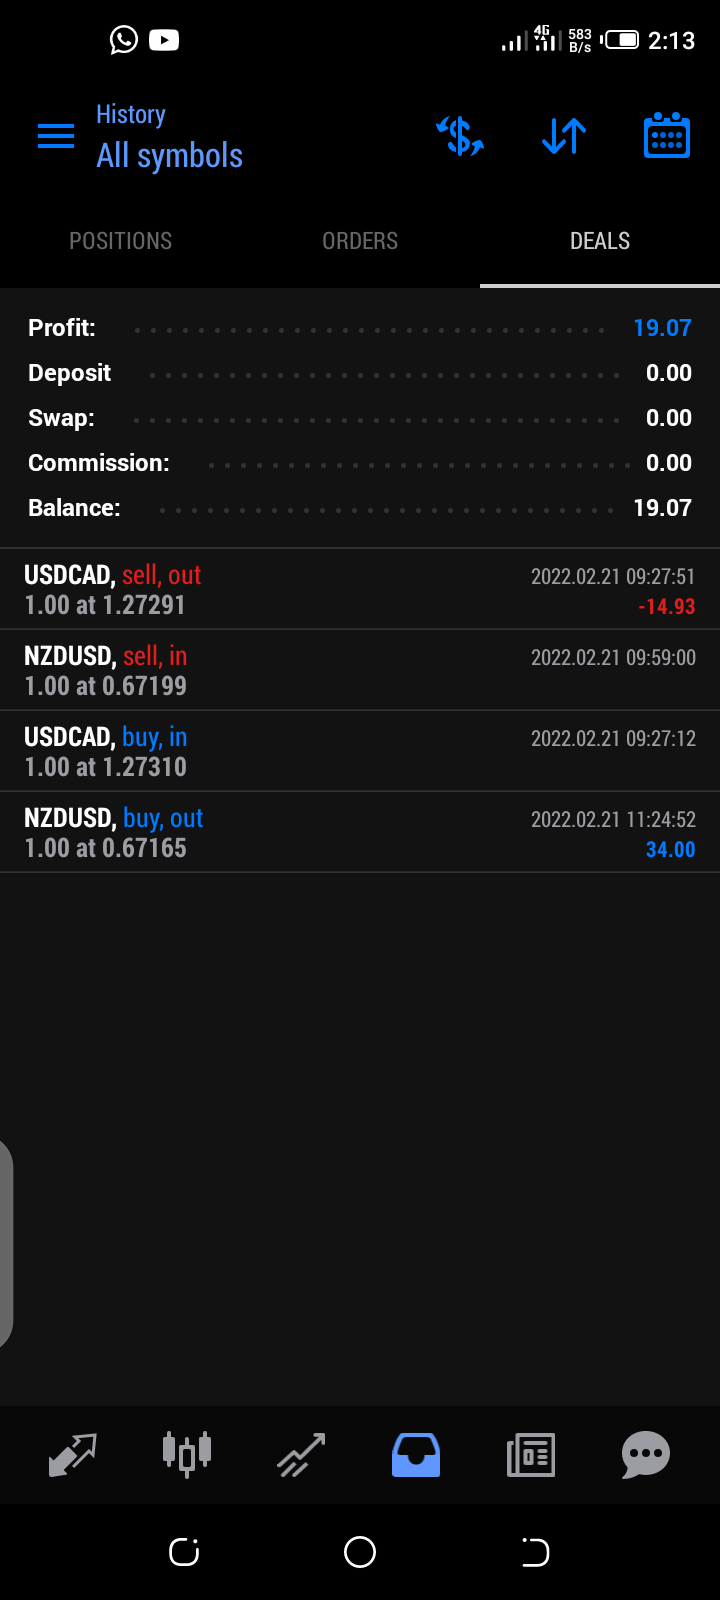 4G 583 B/s 2:13
History
All symbols
POSITIONS ORDERS DEALS
Profit: 19.07
Deposit 0.00
Swap: 0.00
Commission: 0.00
Balance: 19.07
USDCAD, sell, out 2022.02.21 09:27:51
1.00 at 1.27291 -14.93
NZDUSD, sell, in 2022.02.21 09:59:00
1.00 at 0.67199
USDCAD, buy, in 2022.02.21 09:27:12
1.00 at 1.27310
NZDUSD, buy, out 2022.02.21 11:24:52
1.00 at 0.67165 34.00